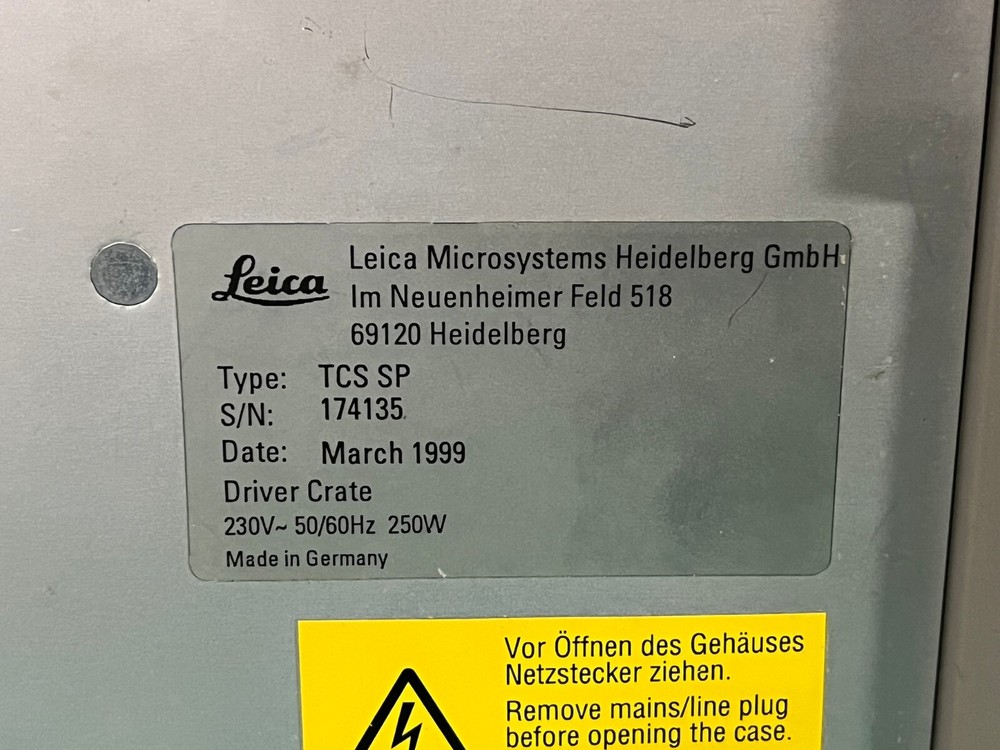 Leica
Leica Microsystems Heidelberg GmbH
Im Neuenheimer Feld 518
69120 Heidelberg
Type: TCS SP
S/N: 174135
Date: March 1999
Driver Crate
230V~ 50/60Hz 250W
Made in Germany
Vor Öffnen des Gehäuses
Netzstecker ziehen.
Remove mains/line plug
before opening the case.